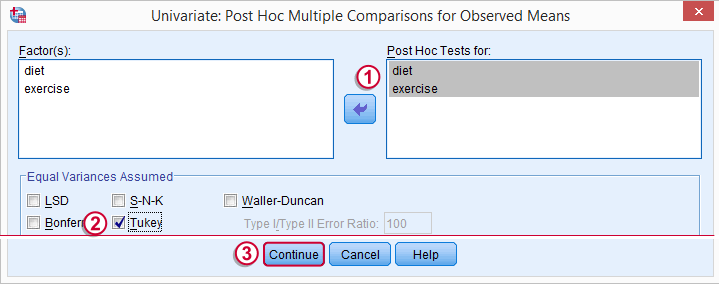 Univariate: Post Hoc Multiple Comparisons for Observed Means
Factor(s):
diet
exercise
1
Post Hoc Tests for:
diet
exercise
Equal Variances Assumed
LSD
S-N-K
Waller-Duncan
Bonferr
2
Tukey
Type I/Type II Error Ratio: 100
3
Continue
Cancel
Help